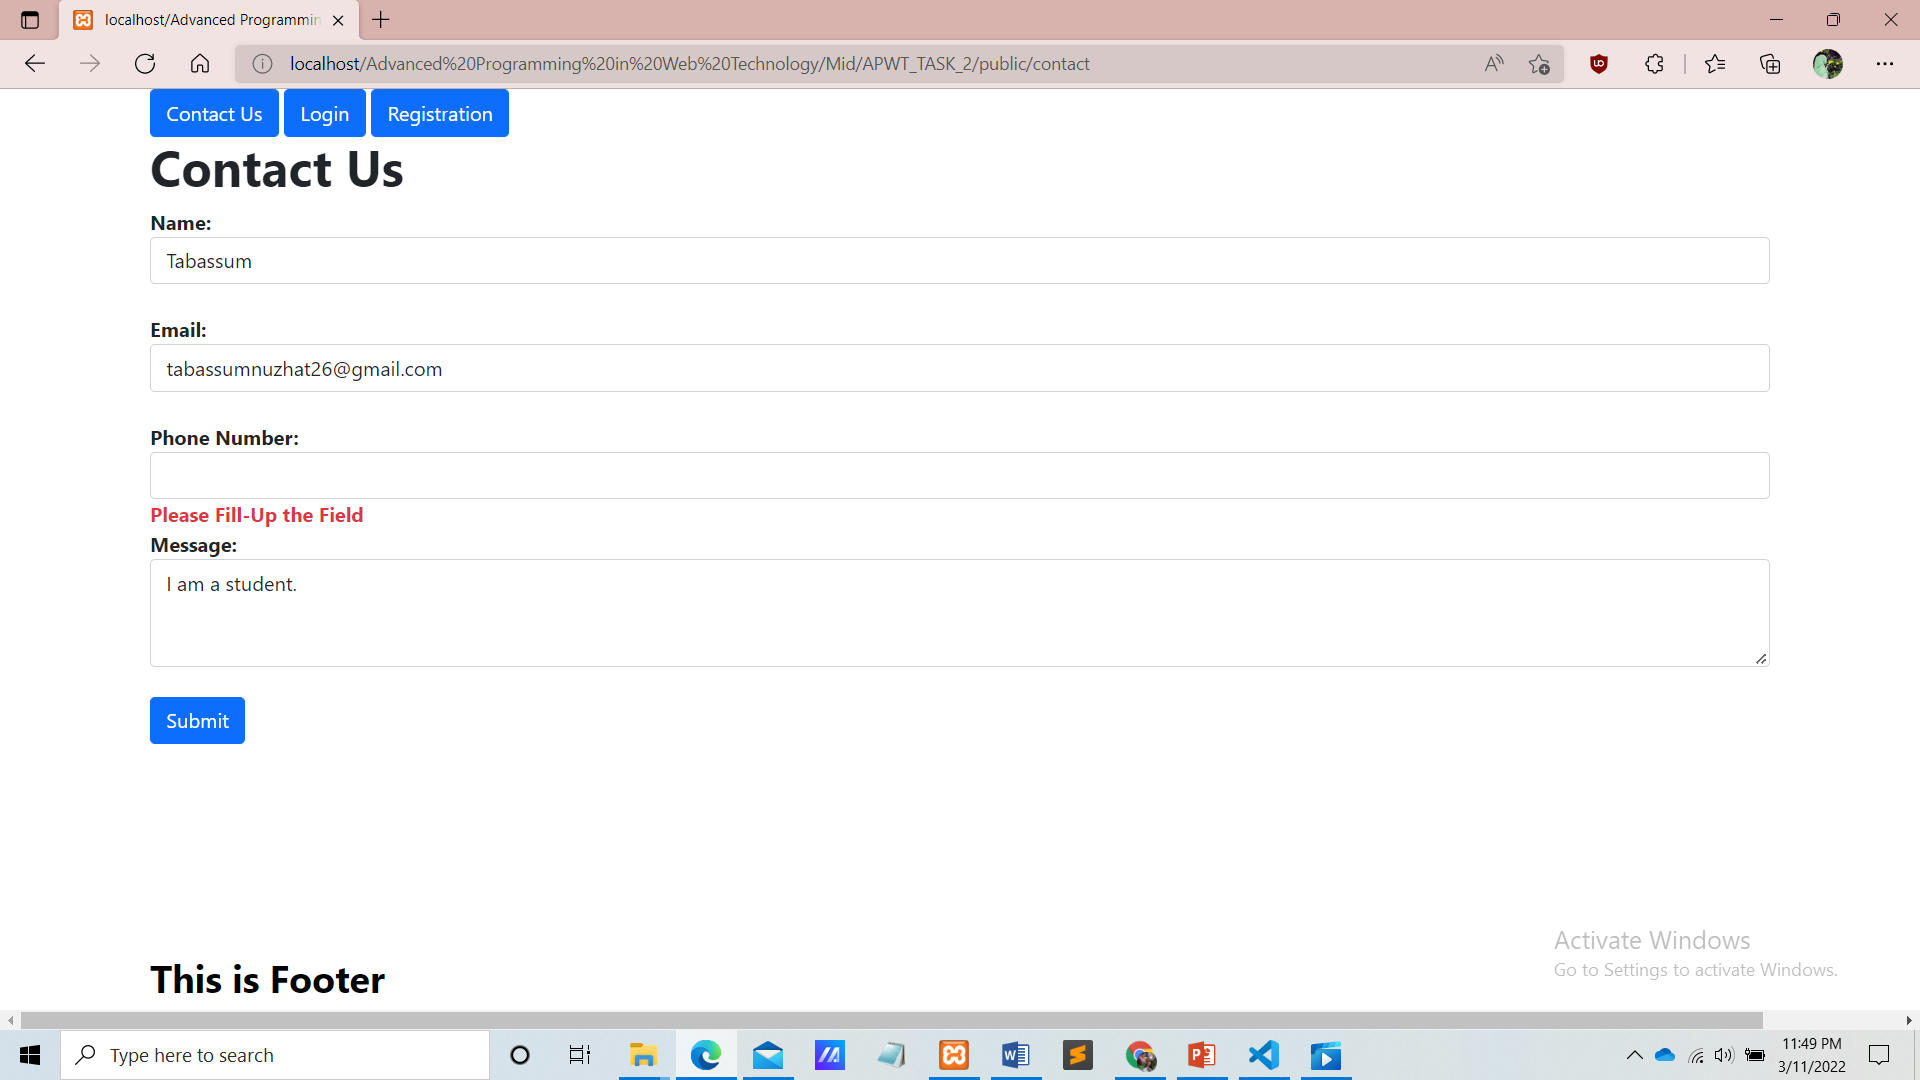 localhost/Advanced Programmin
localhost/Advanced%20Programming%20in%20Web%20Technology/Mid/APWT_TASK_2/public/contact
Contact Us Login Registration
Contact Us
Name:
Tabassum
Email:
tabassumnuzhat26@gmail.com
Phone Number:
Please Fill-Up the Field
Message:
I am a student.
Submit
Activate Windows
Go to Settings to activate Windows.
This is Footer
Type here to search
11:49 PM
3/11/2022